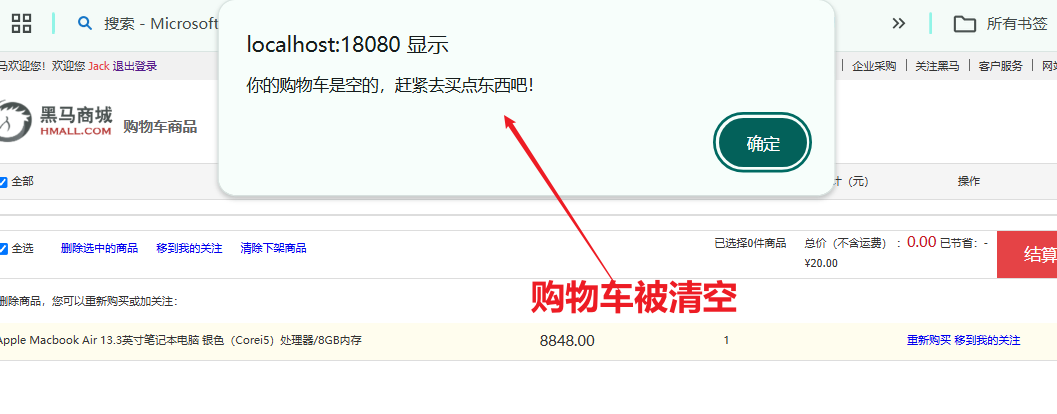 搜索 - Microsoft
所有书签
localhost:18080 显示
你的购物车是空的，赶紧去买点东西吧！
确定
马欢迎您！欢迎您 Jack 退出登录
企业采购 关注黑马 客户服务 网站
黑马商城
HMALL.COM
购物车商品
全部
（元）
操作
全选 删除选中的商品 移到我的关注 清除下架商品
已选择0件商品 总价（不含运费）：0.00 已节省：-
¥20.00
结算
购物车被清空
删除商品，您可以重新购买或加关注：
Apple Macbook Air 13.3英寸笔记本电脑 银色（Corei5）处理器/8GB内存 8848.00 1 重新购买 移到我的关注